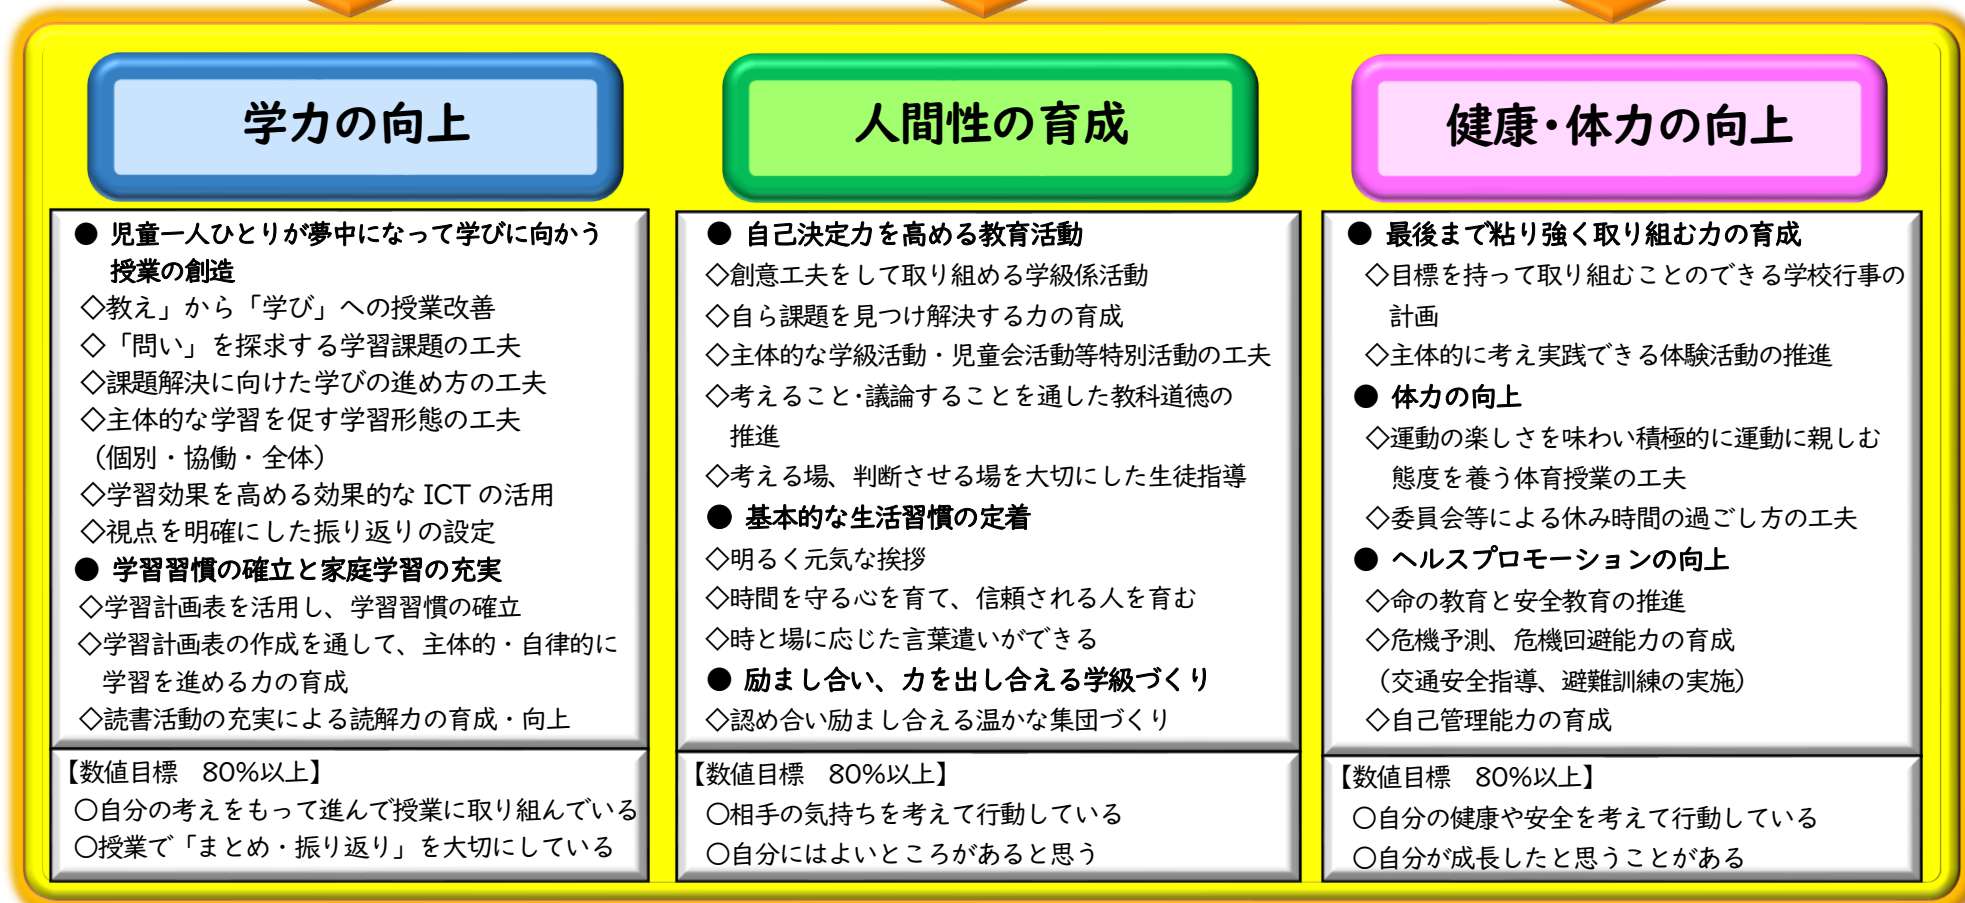 学力の向上
● 児童一人ひとりが夢中になって学びに向かう
授業の創造
◇教え」から「学び」への授業改善
◇「問い」を探求する学習課題の工夫
◇課題解決に向けた学びの進め方の工夫
◇主体的な学習を促す学習形態の工夫
（個別・協働・全体）
◇学習効果を高める効果的な ICT の活用
◇視点を明確にした振り返りの設定
● 学習習慣の確立と家庭学習の充実
◇学習計画表を活用し、学習習慣の確立
◇学習計画表の作成を通して、主体的・自律的に
学習を進める力の育成
◇読書活動の充実による読解力の育成・向上
【数値目標　80%以上】
○自分の考えをもって進んで授業に取り組んでいる
○授業で「まとめ・振り返り」を大切にしている
人間性の育成
● 自己決定力を高める教育活動
◇創意工夫をして取り組める学級係活動
◇自ら課題を見つけ解決する力の育成
◇主体的な学級活動・児童会活動等特別活動の工夫
◇考えること・議論することを通した教科道徳の
推進
◇考える場、判断させる場を大切にした生徒指導
● 基本的な生活習慣の定着
◇明るく元気な挨拶
◇時間を守る心を育て、信頼される人を育む
◇時と場に応じた言葉遣いができる
● 励まし合い、力を出し合える学級づくり
◇認め合い励まし合える温かな集団づくり
【数値目標　80%以上】
○相手の気持ちを考えて行動している
○自分にはよいところがあると思う
健康・体力の向上
● 最後まで粘り強く取り組む力の育成
◇目標を持って取り組むことのできる学校行事の
計画
◇主体的に考え実践できる体験活動の推進
● 体力の向上
◇運動の楽しさを味わい積極的に運動に親しむ
態度を養う体育授業の工夫
◇委員会等による休み時間の過ごし方の工夫
● ヘルスプロモーションの向上
◇命の教育と安全教育の推進
◇危機予測、危機回避能力の育成
（交通安全指導、避難訓練の実施）
◇自己管理能力の育成
【数値目標　80%以上】
○自分の健康や安全を考えて行動している
○自分が成長したと思うことがある